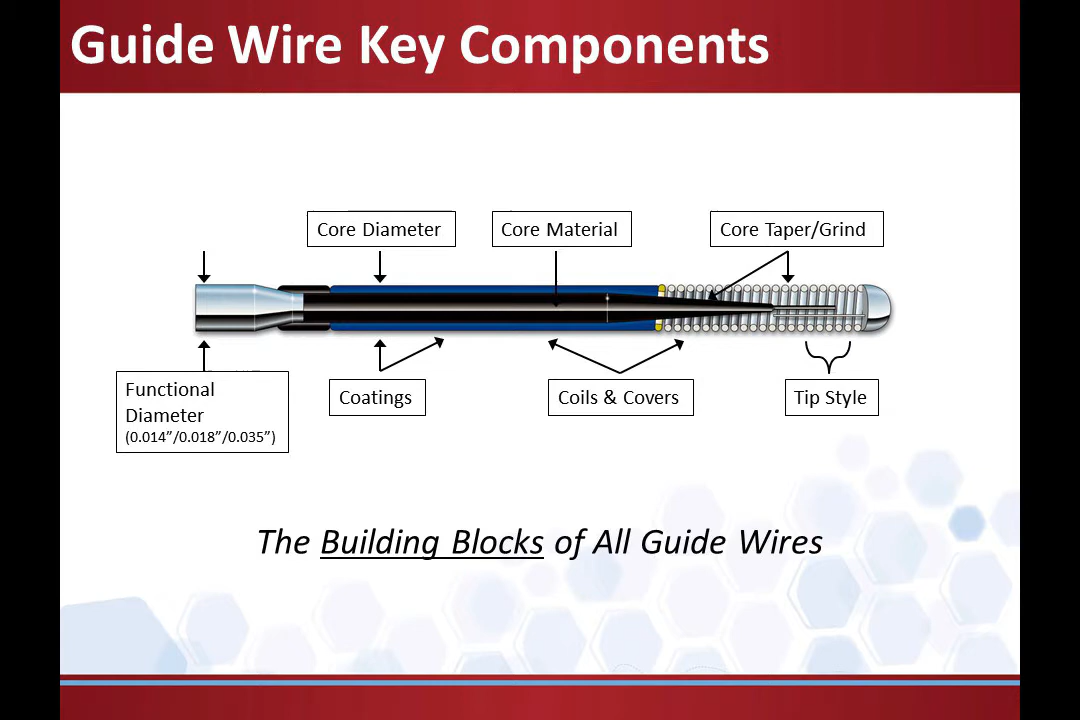 Guide Wire Key Components
Core Diameter
Core Material
Core Taper/Grind
Functional
Diameter
(0.014”/0.018”/0.035”)
Coatings
Coils & Covers
Tip Style
The Building Blocks of All Guide Wires